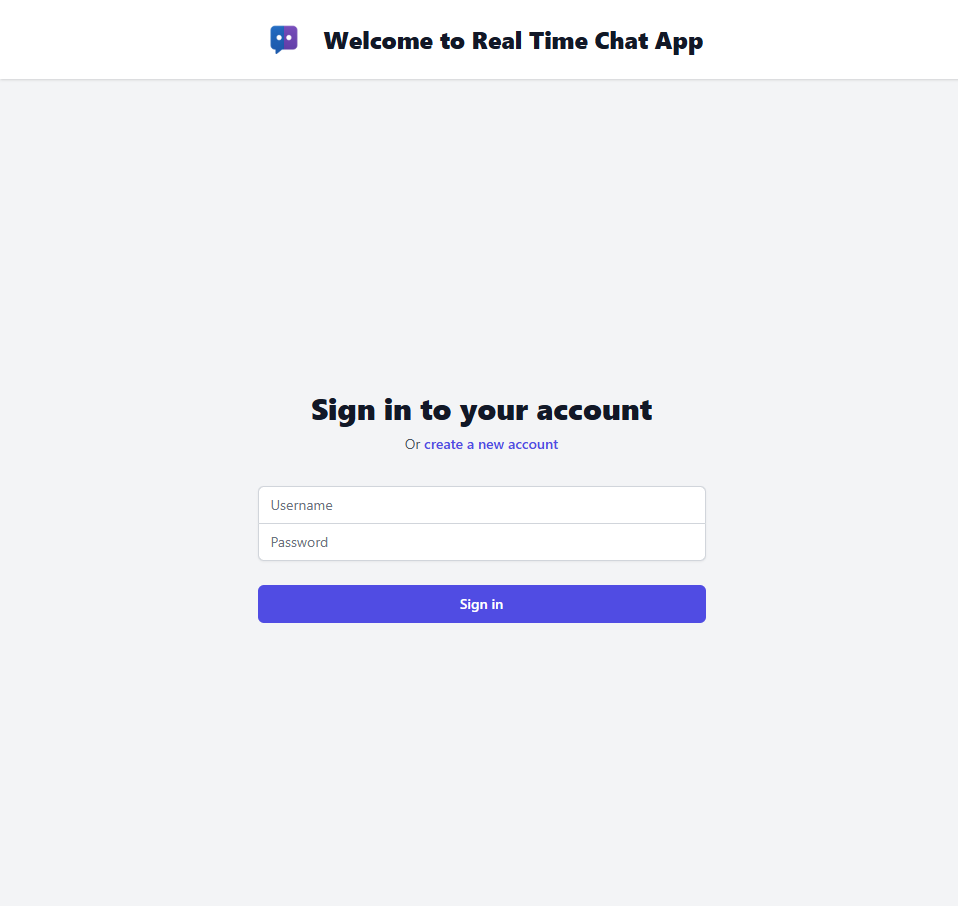 Welcome to Real Time Chat App
Sign in to your account
Or create a new account
Username
Password
Sign in